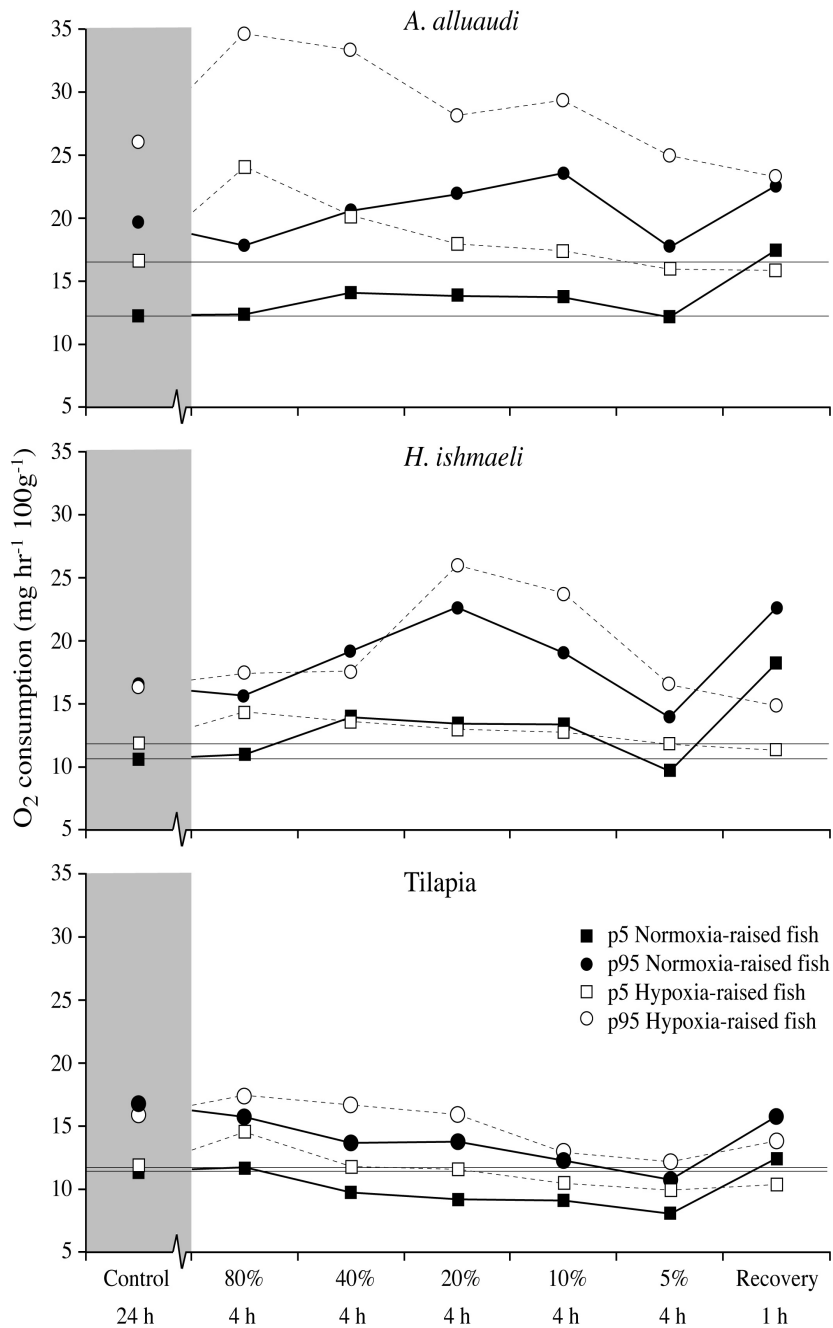 A. alluaudi
35
30
25
20
15
10
5
H. ishmaeli
35
30
25
20
15
10
5
O₂ consumption (mg hr⁻¹ 100g⁻¹)
Tilapia
35
30
25
20
15
10
5
p5 Normoxia-raised fish
p95 Normoxia-raised fish
p5 Hypoxia-raised fish
p95 Hypoxia-raised fish
Control 80% 40% 20% 10% 5% Recovery
24 h 4 h 4 h 4 h 4 h 4 h 1 h